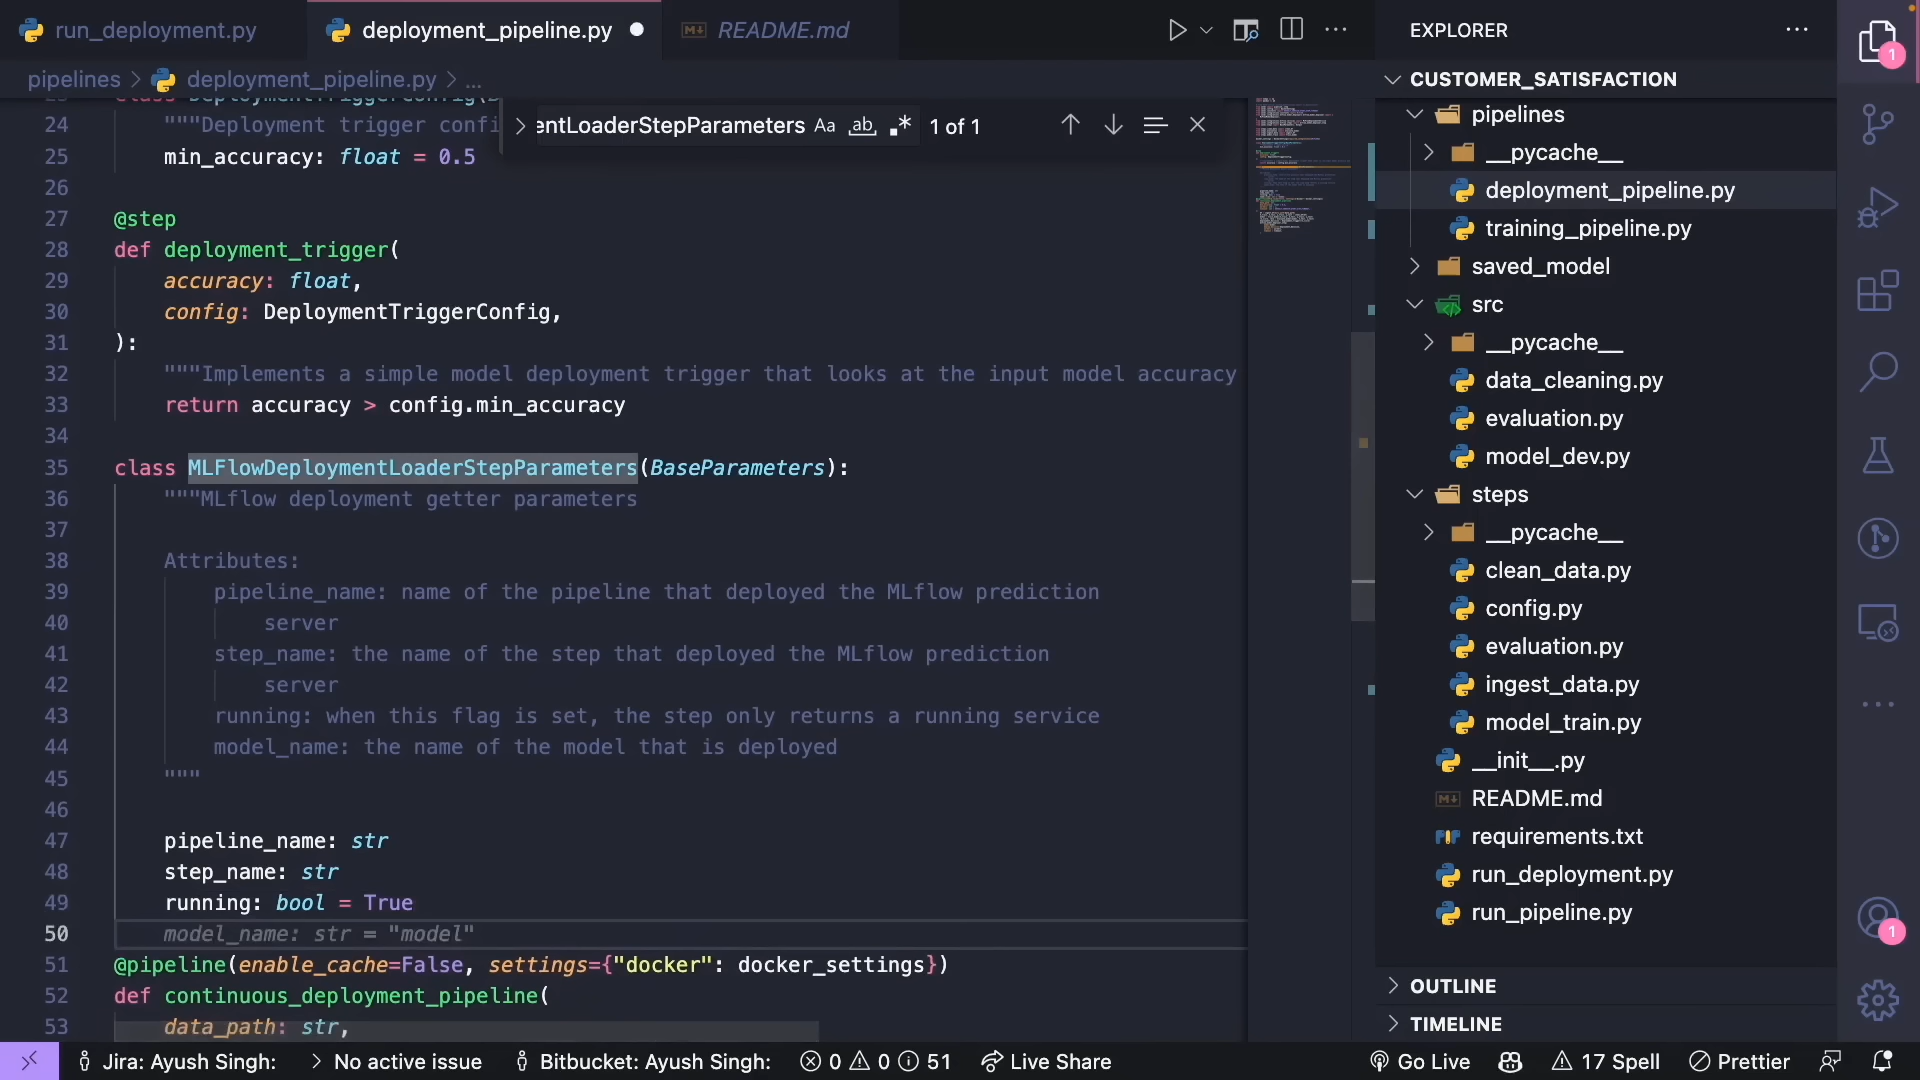 run_deployment.py
deployment_pipeline.py
README.md
EXPLORER
pipelines > deployment_pipeline.py > ...
entLoaderStepParameters Aa ab .* 1 of 1
24 """Deployment trigger confi
25 min_accuracy: float = 0.5
26
27 @step
28 def deployment_trigger(
29 accuracy: float,
30 config: DeploymentTriggerConfig,
31 ):
32 """Implements a simple model deployment trigger that looks at the input model accuracy
33 return accuracy > config.min_accuracy
34
35 class MLFlowDeploymentLoaderStepParameters(BaseParameters):
36 """MLflow deployment getter parameters
37
38 Attributes:
39 pipeline_name: name of the pipeline that deployed the MLflow prediction
40 server
41 step_name: the name of the step that deployed the MLflow prediction
42 server
43 running: when this flag is set, the step only returns a running service
44 model_name: the name of the model that is deployed
45 """
46
47 pipeline_name: str
48 step_name: str
49 running: bool = True
50 model_name: str = "model"
51 @pipeline(enable_cache=False, settings={"docker": docker_settings})
52 def continuous_deployment_pipeline(
53 data_path: str,
CUSTOMER_SATISFACTION
pipelines
__pycache__
deployment_pipeline.py
training_pipeline.py
saved_model
src
__pycache__
data_cleaning.py
evaluation.py
model_dev.py
steps
__pycache__
clean_data.py
config.py
evaluation.py
ingest_data.py
model_train.py
__init__.py
README.md
requirements.txt
run_deployment.py
run_pipeline.py
OUTLINE
TIMELINE
1
1
Jira: Ayush Singh: > No active issue Bitbucket: Ayush Singh: 0 0 51 Live Share Go Live 17 Spell Prettier